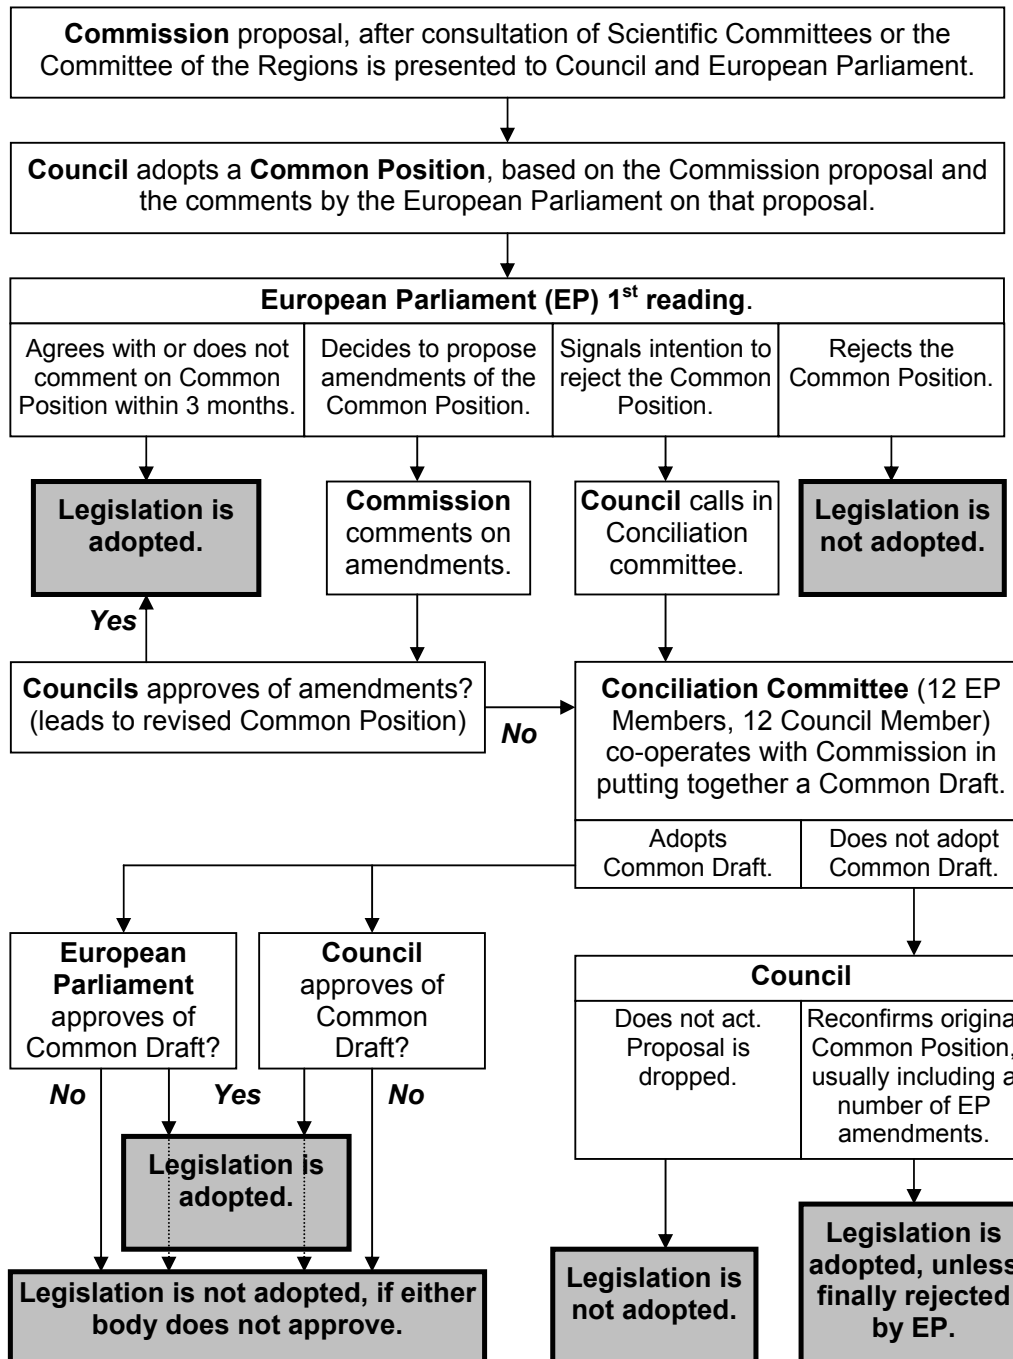 Commission proposal, after consultation of Scientific Committees or the
Committee of the Regions is presented to Council and European Parliament.
Council adopts a Common Position, based on the Commission proposal and
the comments by the European Parliament on that proposal.
European Parliament (EP) 1st reading.
Agrees with or does not
comment on Common
Position within 3 months.
Decides to propose
amendments of the
Common Position.
Signals intention to
reject the Common
Position.
Rejects the
Common Position.
Legislation is
adopted.
Commission
comments on
amendments.
Council calls in
Conciliation
committee.
Legislation is
not adopted.
Yes
Councils approves of amendments?
(leads to revised Common Position)
No
Conciliation Committee (12 EP
Members, 12 Council Member)
co-operates with Commission in
putting together a Common Draft.
Adopts
Common Draft.
Does not adopt
Common Draft.
European
Parliament
approves of
Common Draft?
Council
approves of
Common
Draft?
No
Yes
No
Council
Does not act.
Proposal is
dropped.
Reconfirms origina
Common Position,
usually including a
number of EP
amendments.
Legislation is
adopted.
Legislation is not adopted, if either
body does not approve.
Legislation is
not adopted.
Legislation is
adopted, unless
finally rejected
by EP.